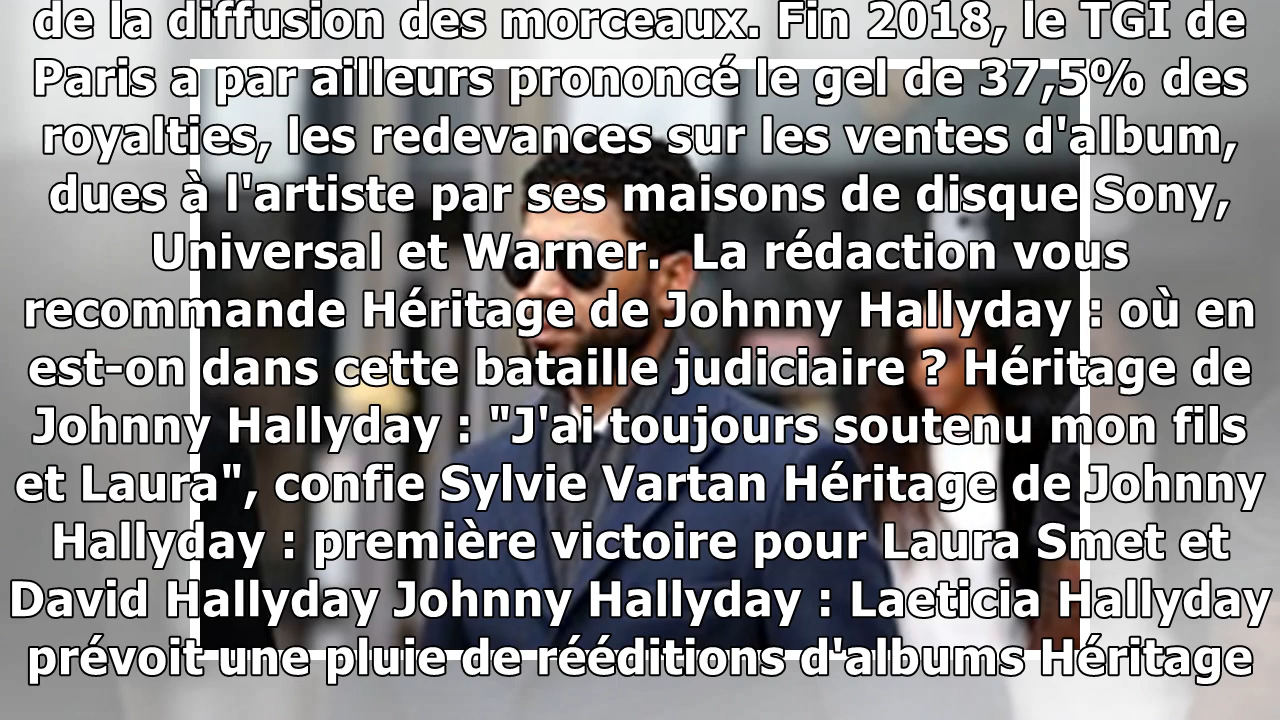 de la diffusion des morceaux. Fin 2018, le TGI de
Paris a par ailleurs prononcé le gel de 37,5% des
royalties, les redevances sur les ventes d'album,
dues à l'artiste par ses maisons de disque Sony,
Universal et Warner.  La rédaction vous
recommande Héritage de Johnny Hallyday : où en
est-on dans cette bataille judiciaire ? Héritage de
Johnny Hallyday : "J'ai toujours soutenu mon fils
et Laura", confie Sylvie Vartan Héritage de Johnny
Hallyday : première victoire pour Laura Smet et
David Hallyday Johnny Hallyday : Laeticia Hallyday
prévoit une pluie de rééditions d'albums Héritage